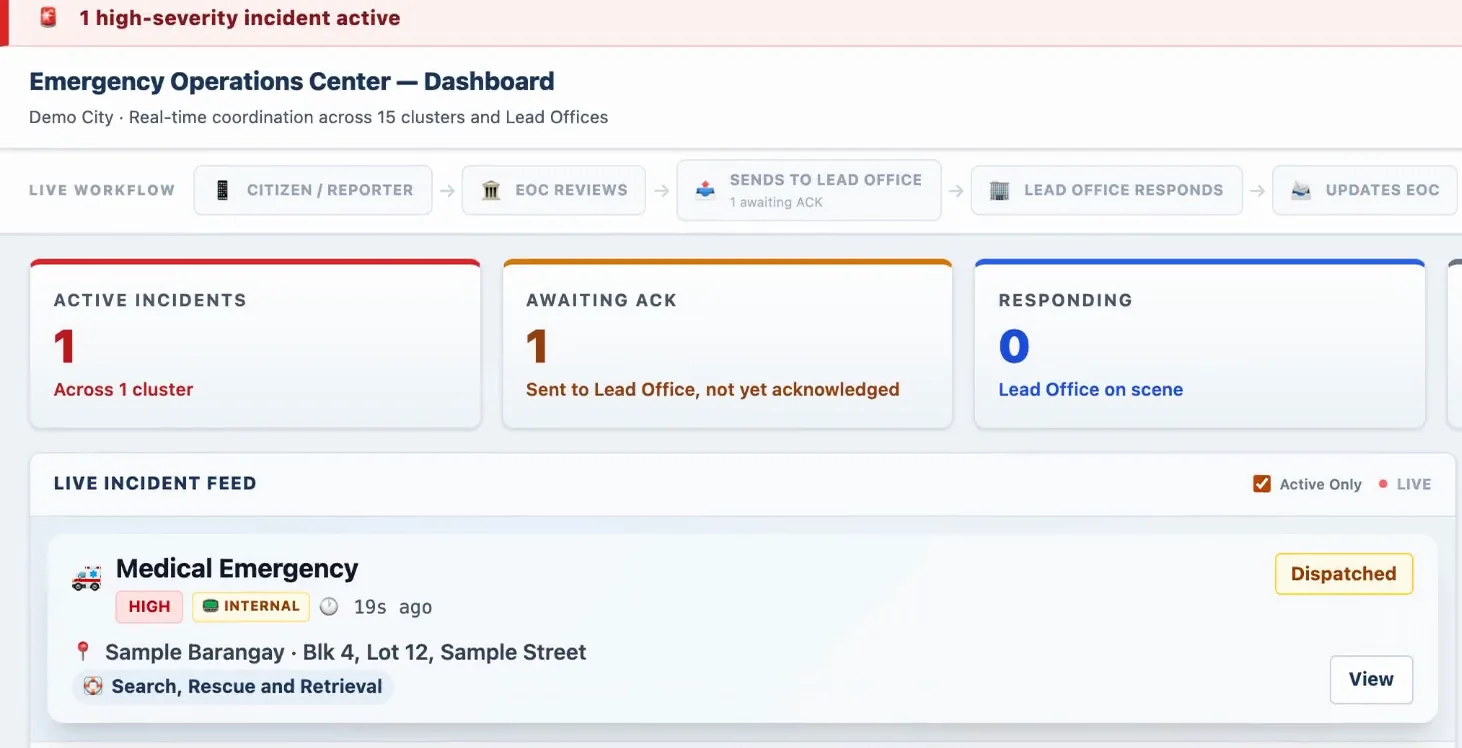 1 high-severity incident active
Emergency Operations Center — Dashboard
Demo City · Real-time coordination across 15 clusters and Lead Offices
LIVE WORKFLOW
CITIZEN / REPORTER
EOC REVIEWS
SENDS TO LEAD OFFICE
1 awaiting ACK
LEAD OFFICE RESPONDS
UPDATES EOC
ACTIVE INCIDENTS
1
Across 1 cluster
AWAITING ACK
1
Sent to Lead Office, not yet acknowledged
RESPONDING
0
Lead Office on scene
LIVE INCIDENT FEED
Active Only
LIVE
Medical Emergency
Dispatched
HIGH
INTERNAL
19s ago
Sample Barangay · Blk 4, Lot 12, Sample Street
Search, Rescue and Retrieval
View